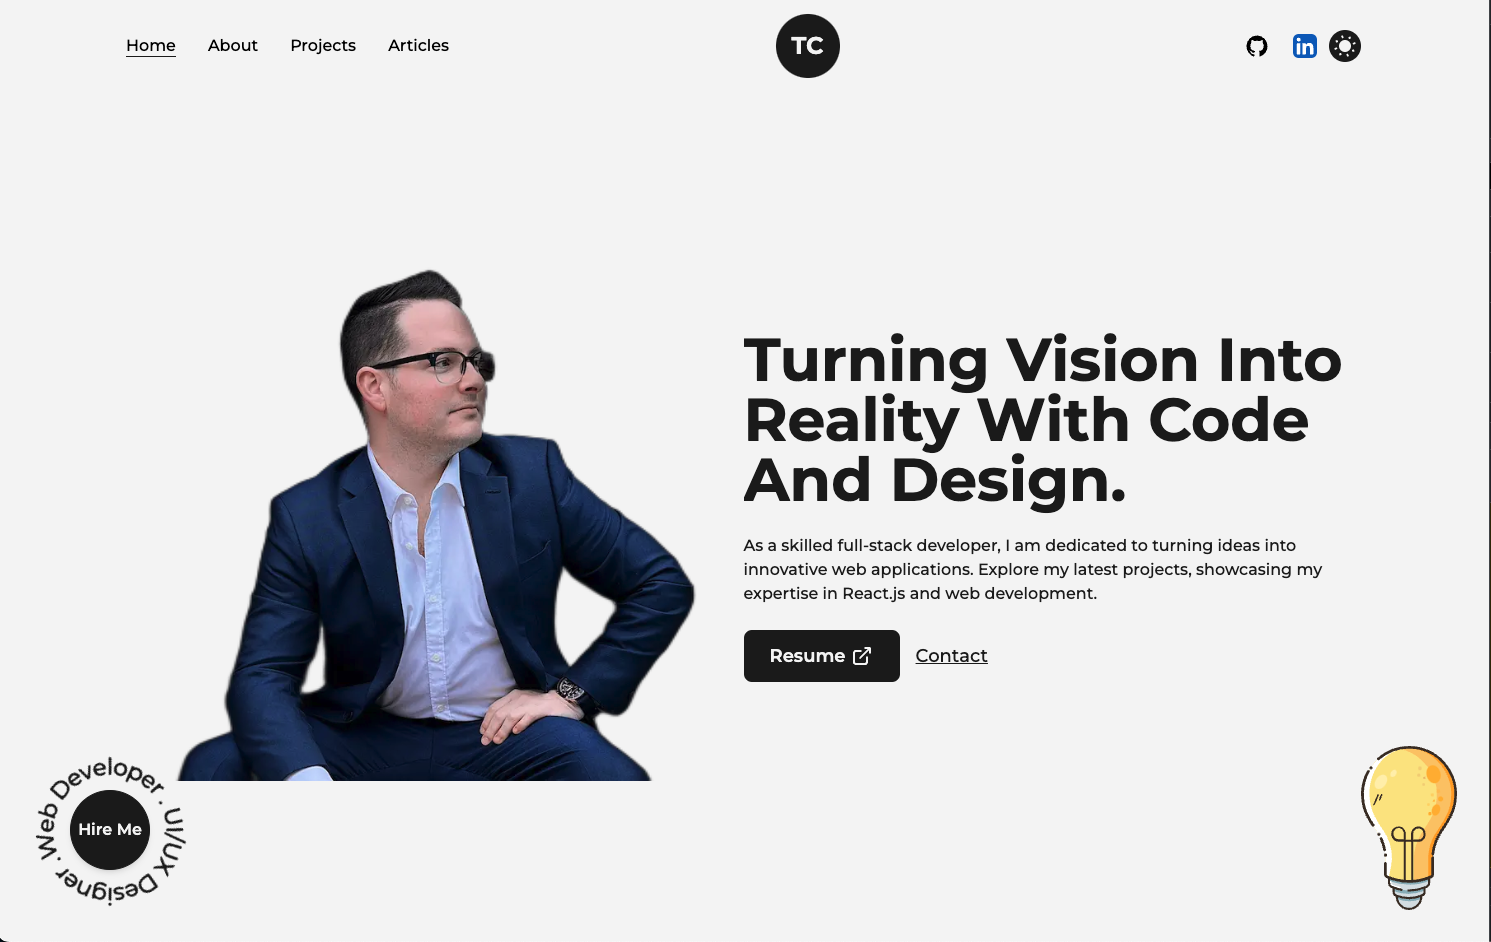 Home About Projects Articles
TC
Turning Vision Into
Reality With Code
And Design.
As a skilled full-stack developer, I am dedicated to turning ideas into
innovative web applications. Explore my latest projects, showcasing my
expertise in React.js and web development.
Resume Contact
Web Developer . UI/UX Designer .
Hire Me
in